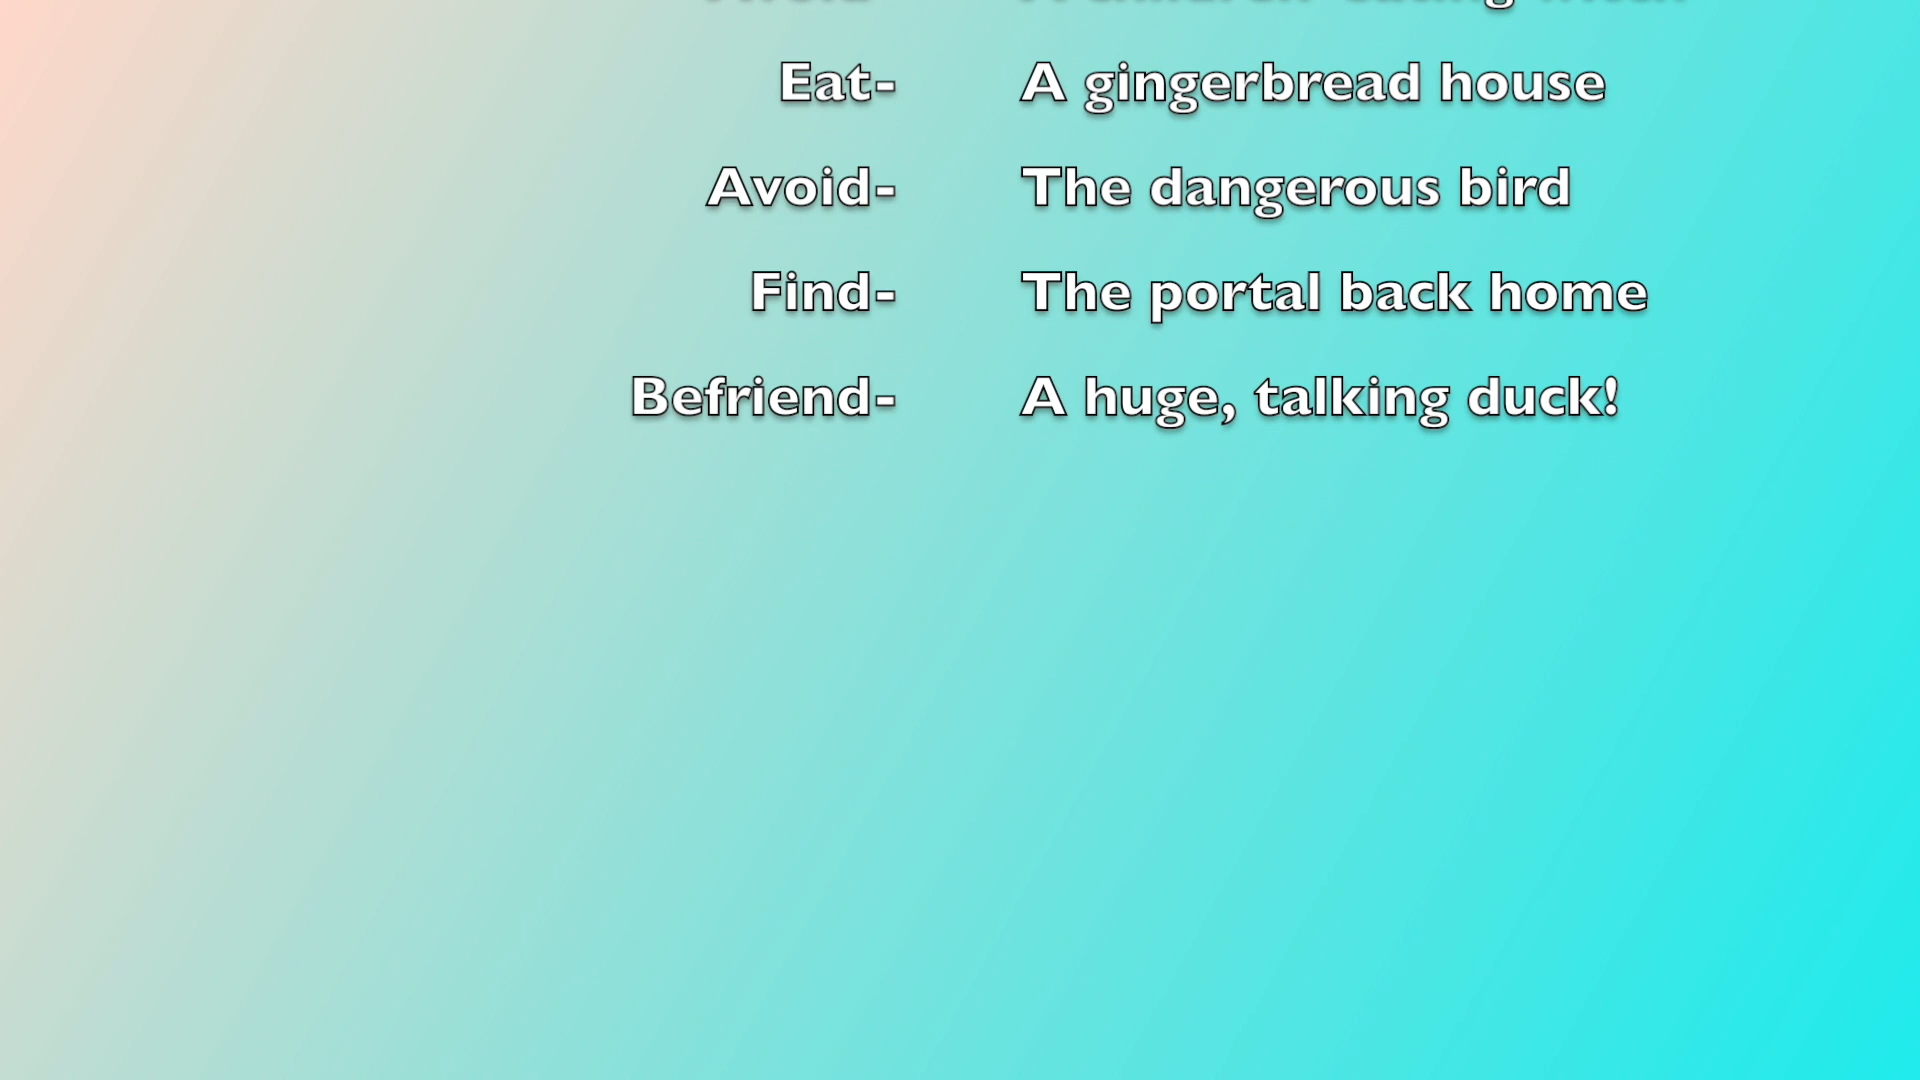 Eat- A gingerbread house
Avoid- The dangerous bird
Find- The portal back home
Befriend- A huge, talking duck!